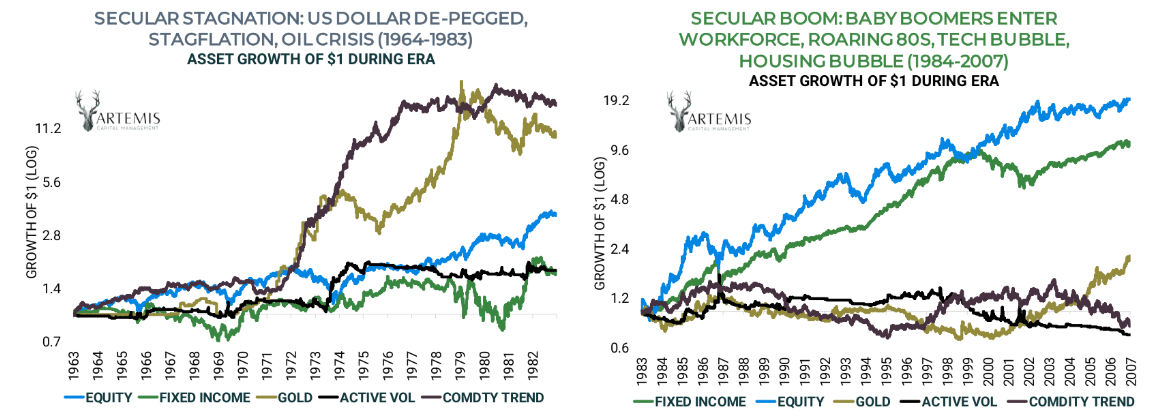 SECULAR STAGNATION: US DOLLAR DE-PEGGED,
STAGFLATION, OIL CRISIS (1964-1983)
ASSET GROWTH OF $1 DURING ERA
ARTEMIS
CAPITAL MANAGEMENT
GROWTH OF $1 (LOG)
11.2
5.6
2.8
1.4
0.7
1963 1964 1965 1966 1967 1968 1969 1970 1971 1972 1973 1974 1975 1976 1977 1978 1979 1980 1981 1982
EQUITY FIXED INCOME GOLD ACTIVE VOL COMDTY TREND
SECULAR BOOM: BABY BOOMERS ENTER
WORKFORCE, ROARING 80S, TECH BUBBLE,
HOUSING BUBBLE (1984-2007)
ASSET GROWTH OF $1 DURING ERA
ARTEMIS
CAPITAL MANAGEMENT
GROWTH OF $1 (LOG)
19.2
9.6
4.8
2.4
1.2
0.6
1983 1984 1985 1986 1987 1988 1989 1990 1991 1992 1993 1994 1995 1996 1997 1998 1999 2000 2001 2002 2003 2004 2005 2006 2007
FIXED INCOME EQUITY GOLD ACTIVE VOL COMDTY TREND